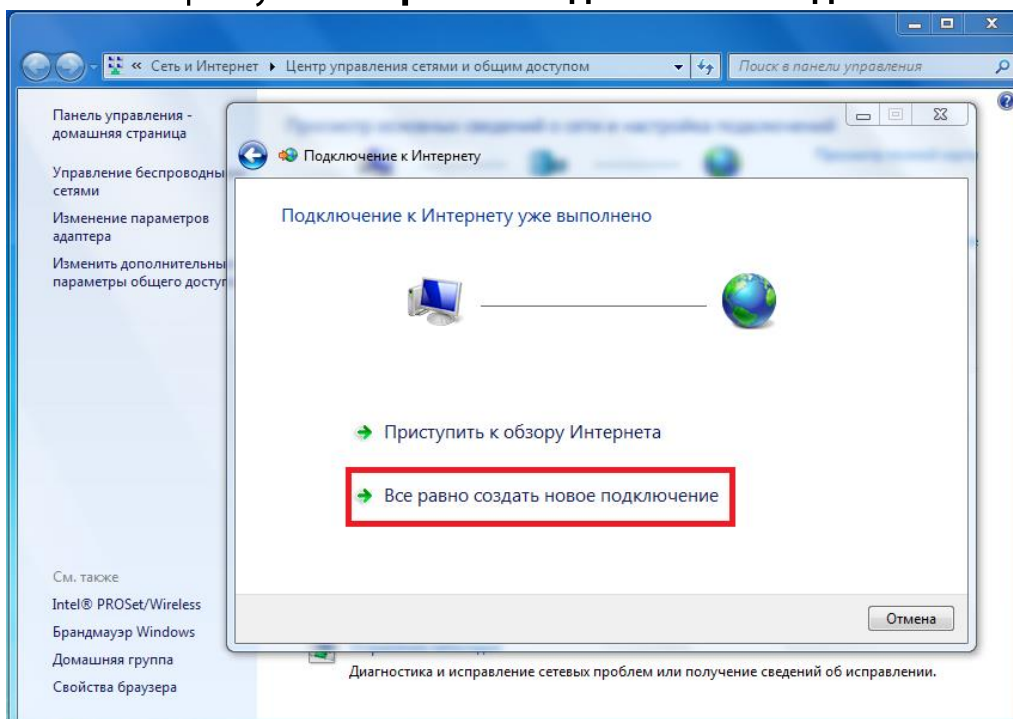 « Сеть и Интернет ▸ Центр управления сетями и общим доступом
Поиск в панели управления
Панель управления -
домашняя страница
Управление беспроводны
сетями
Изменение параметров
адаптера
Изменить дополнительны
параметры общего доступ
Подключение к Интернету
Подключение к Интернету уже выполнено
Приступить к обзору Интернета
Все равно создать новое подключение
Отмена
См. также
Intel® PROSet/Wireless
Брандмауэр Windows
Домашняя группа
Свойства браузера
Диагностика и исправление сетевых проблем или получение сведений об исправлении.